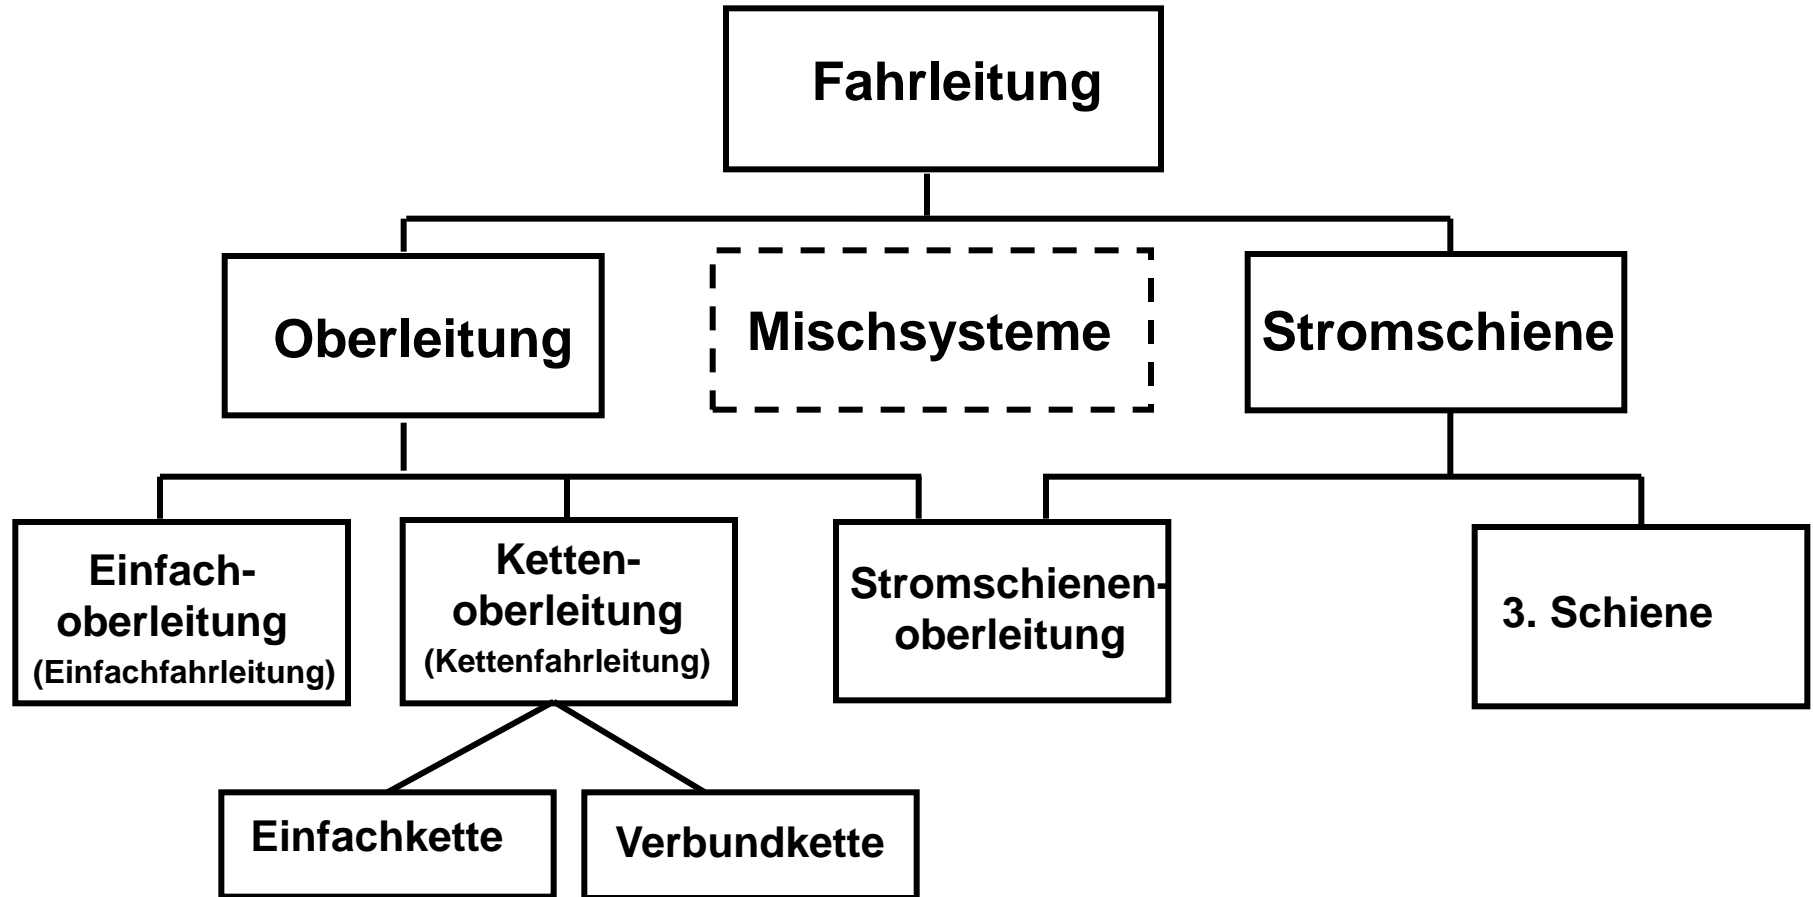 Fahrleitung
Oberleitung
Mischsysteme
Stromschiene
Einfach-
oberleitung
(Einfachfahrleitung)
Ketten-
oberleitung
(Kettenfahrleitung)
Stromschienen-
oberleitung
3. Schiene
Einfachkette
Verbundkette